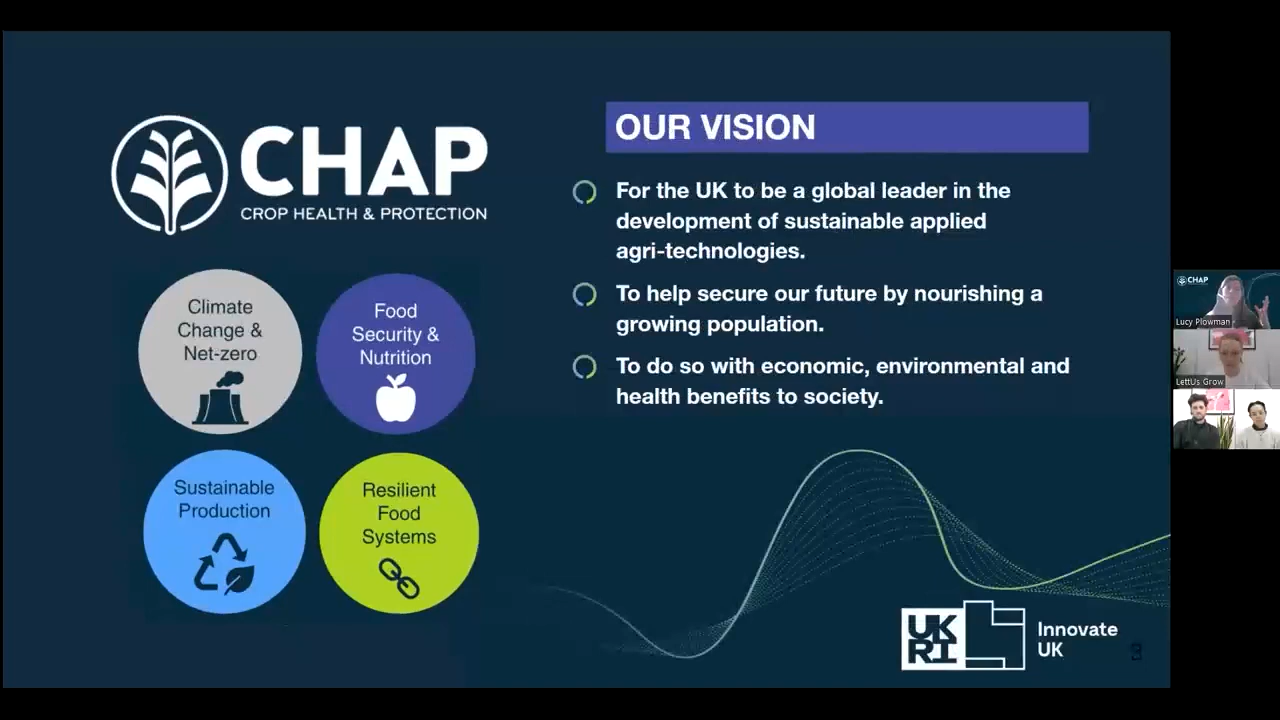 CHAP
CROP HEALTH & PROTECTION
Climate
Change &
Net-zero
Food
Security &
Nutrition
Sustainable
Production
Resilient
Food
Systems
OUR VISION
For the UK to be a global leader in the
development of sustainable applied
agri-technologies.
To help secure our future by nourishing a
growing population.
To do so with economic, environmental and
health benefits to society.
UK
RI
Innovate
UK
CHAP
Lucy Plowman
LettUs Grow